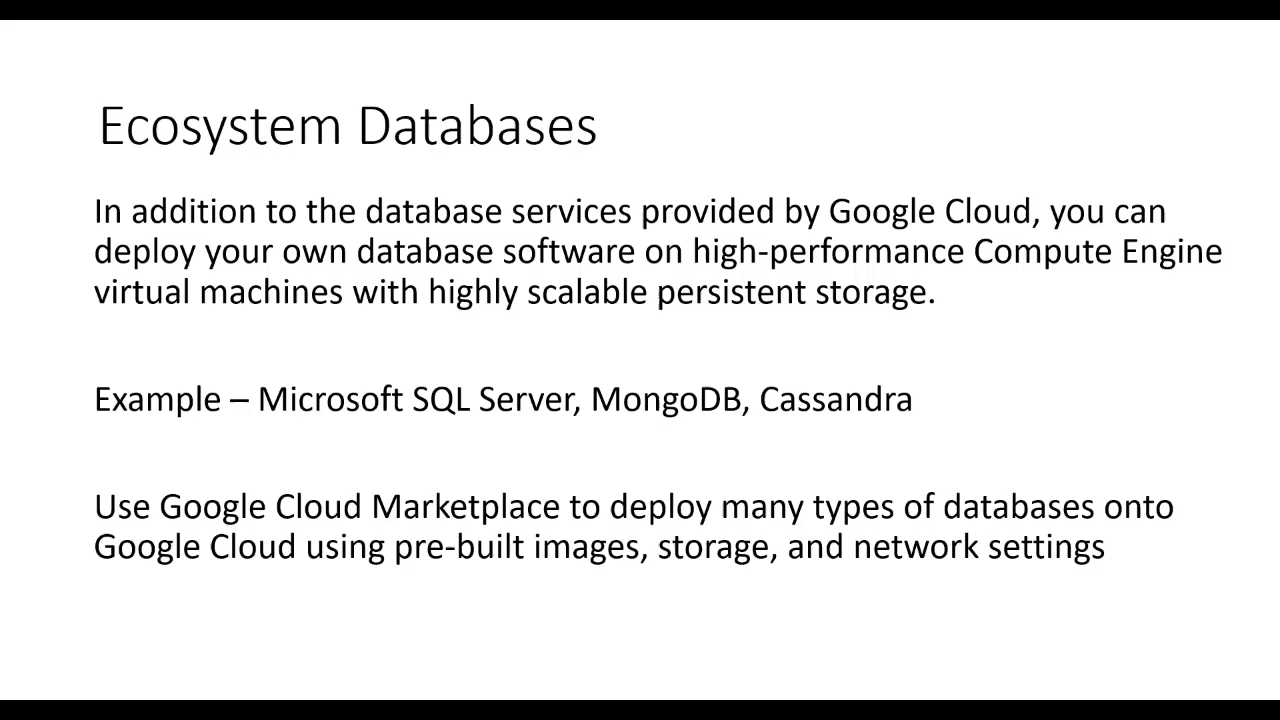 Ecosystem Databases
In addition to the database services provided by Google Cloud, you can
deploy your own database software on high-performance Compute Engine
virtual machines with highly scalable persistent storage.
Example – Microsoft SQL Server, MongoDB, Cassandra
Use Google Cloud Marketplace to deploy many types of databases onto
Google Cloud using pre-built images, storage, and network settings